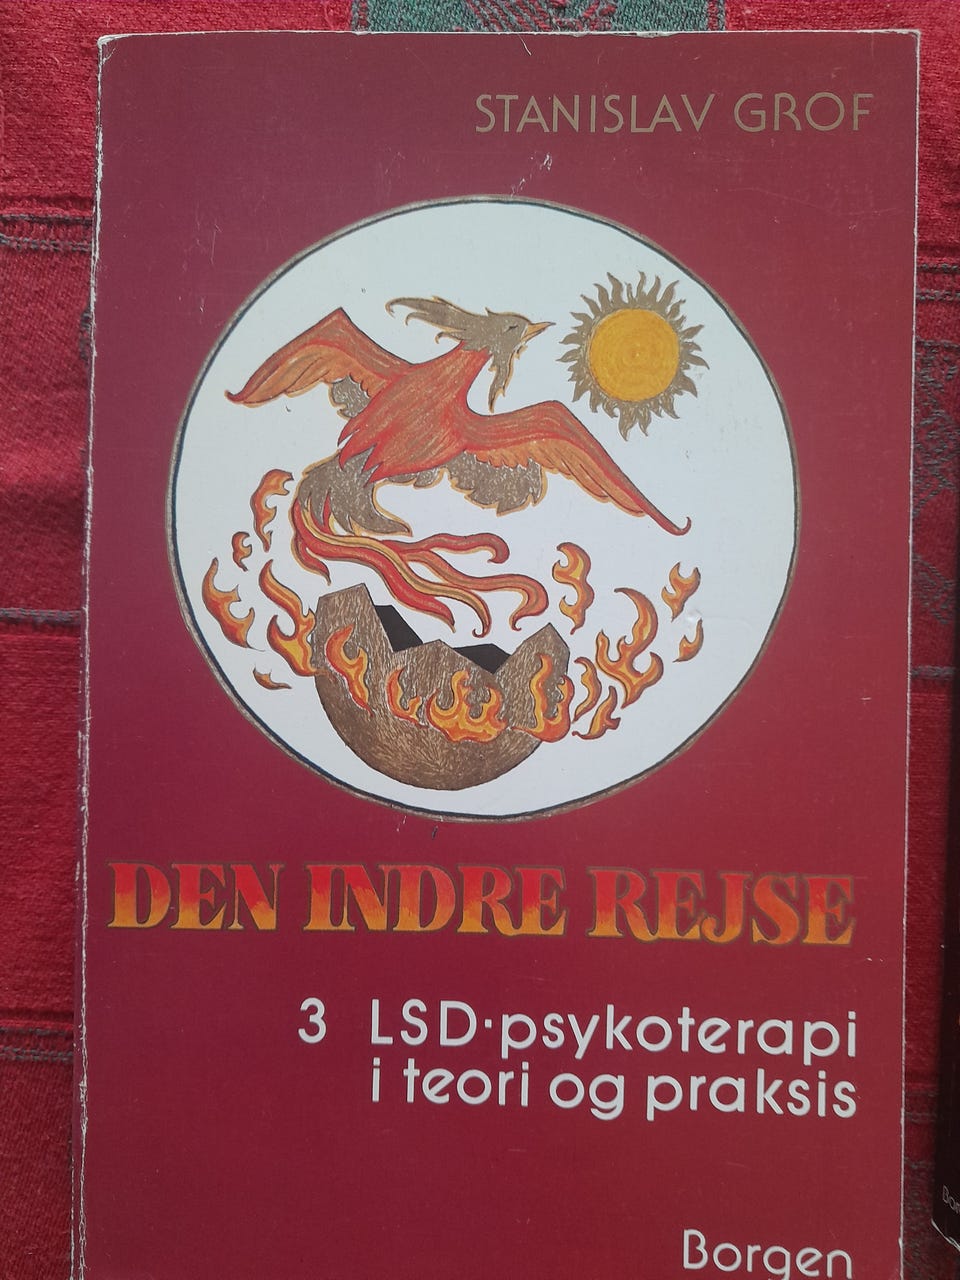 STANISLAV GROF
DEN INDRE REJSE
3 LSD·psykoterapi
i teori og praksis
Borgen